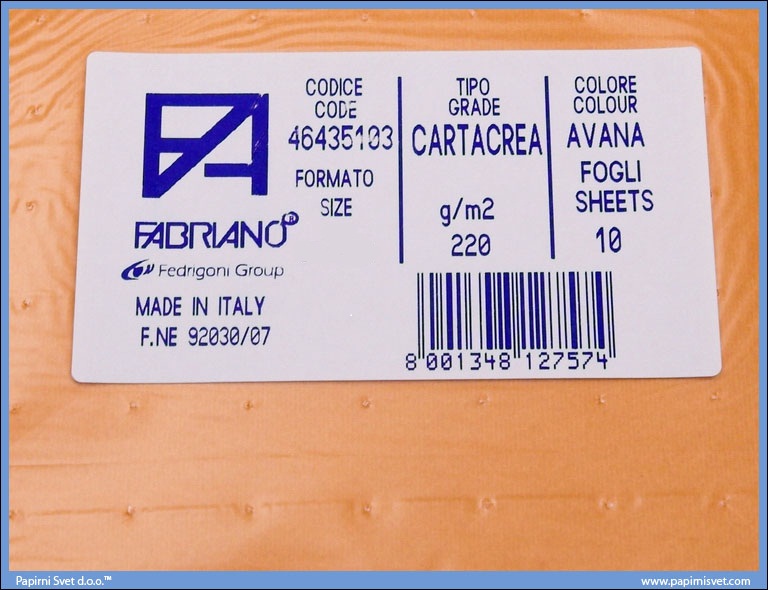 CODICE
CODE
46435103
FORMATO
SIZE
TIPO
GRADE
CARTACREA
g/m2
220
COLORE
COLOUR
AVANA
FOGLI
SHEETS
10
FABRIANO®
Fedrigoni Group
MADE IN ITALY
F.NE 92030/07
8 001348 127574
Papirni Svet d.o.o.™
www.papirnisvet.com